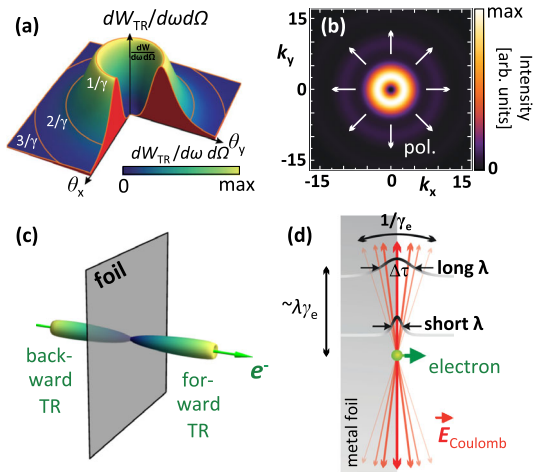 (a)
dW_TR/dωdΩ
dW
dωdΩ
1/γ
2/γ
3/γ
θ_x
θ_y
dW_TR/dω dΩ
0
max
(b)
15
k_y
0
-15
-15
0
15
k_x
pol.
max
0
Intensity
[arb. units]
(c)
foil
back-
ward
TR
for-
ward
TR
e-
(d)
1/γ_e
Δτ
long λ
~λγ_e
short λ
electron
E_Coulomb
metal foil